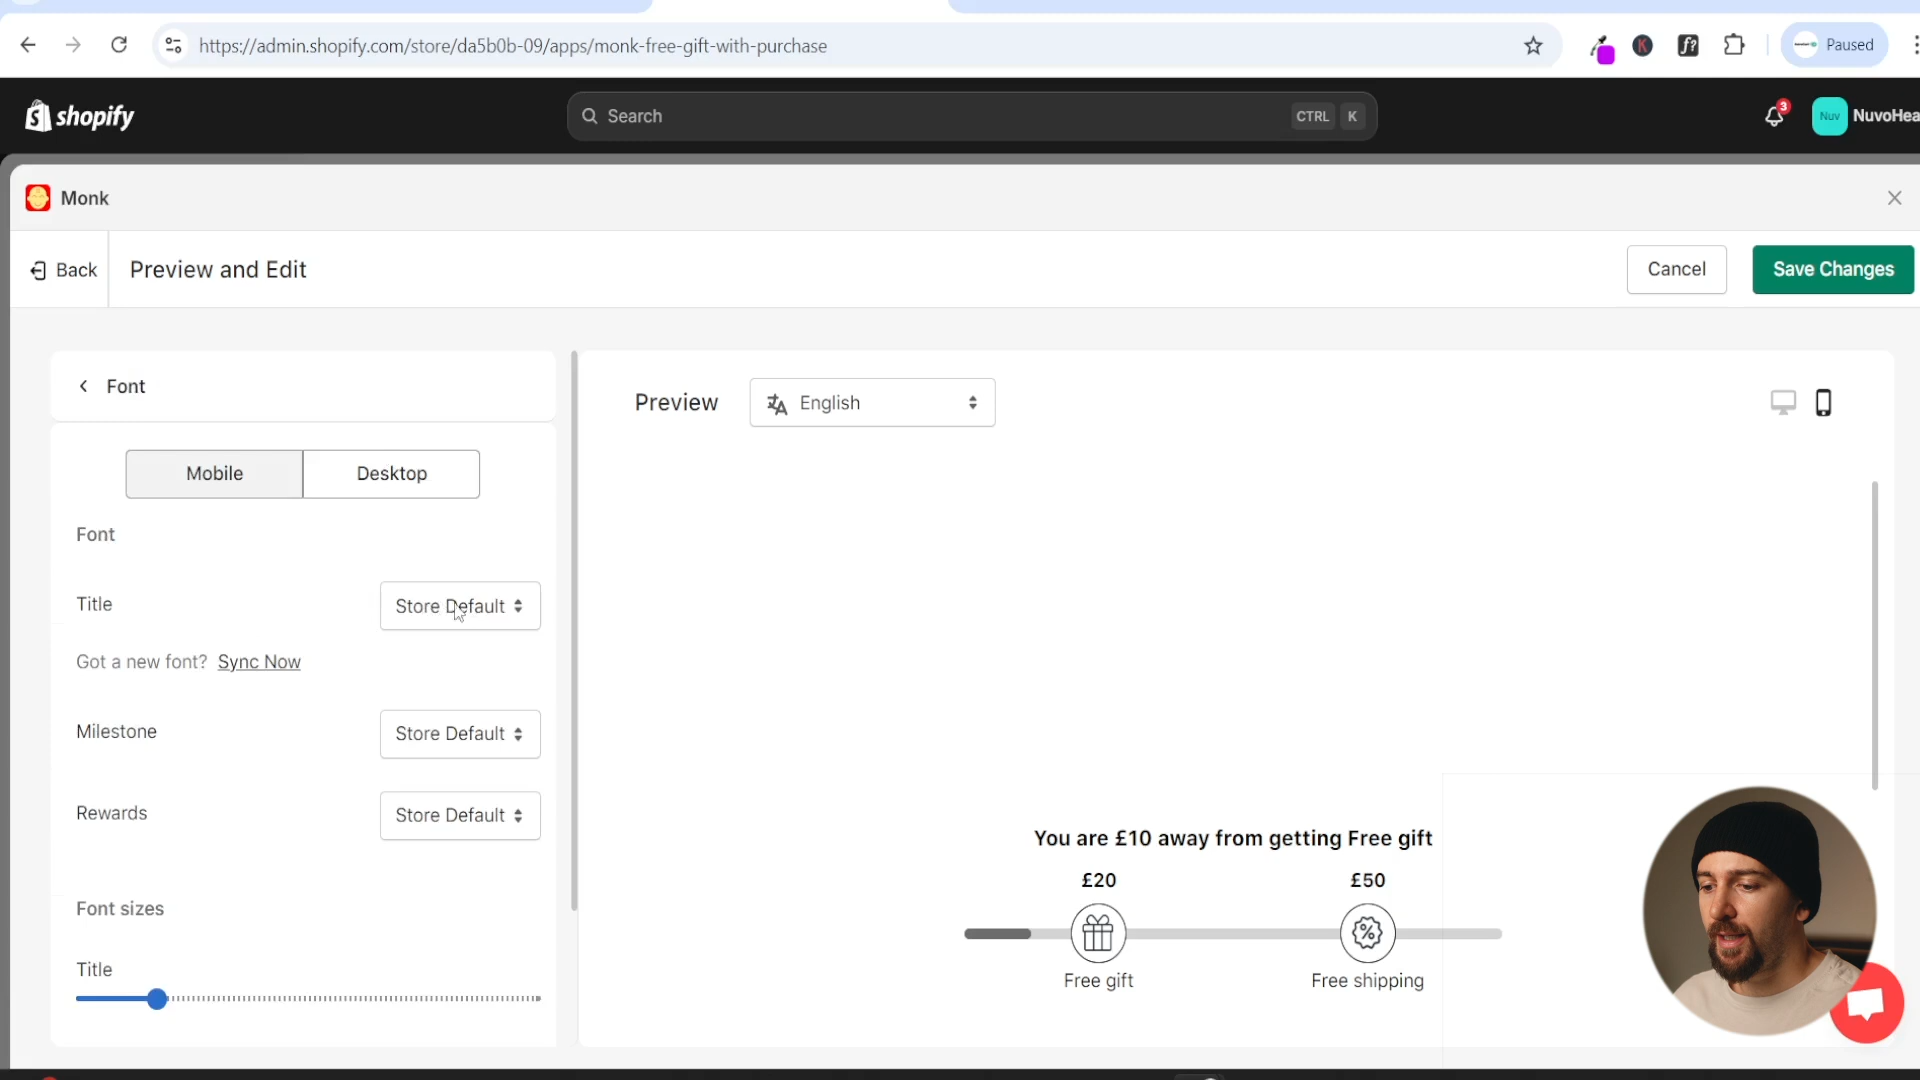 https://admin.shopify.com/store/da5b0b-09/apps/monk-free-gift-with-purchase
K
f?
Paused
shopify
Search
CTRL K
3
Nuv
NuvoHea
Monk
Back
Preview and Edit
Cancel
Save Changes
Font
Mobile
Desktop
Font
Title
Store Default
Got a new font? Sync Now
Milestone
Store Default
Rewards
Store Default
Font sizes
Title
Preview
English
You are £10 away from getting Free gift
£20
£50
Free gift
Free shipping